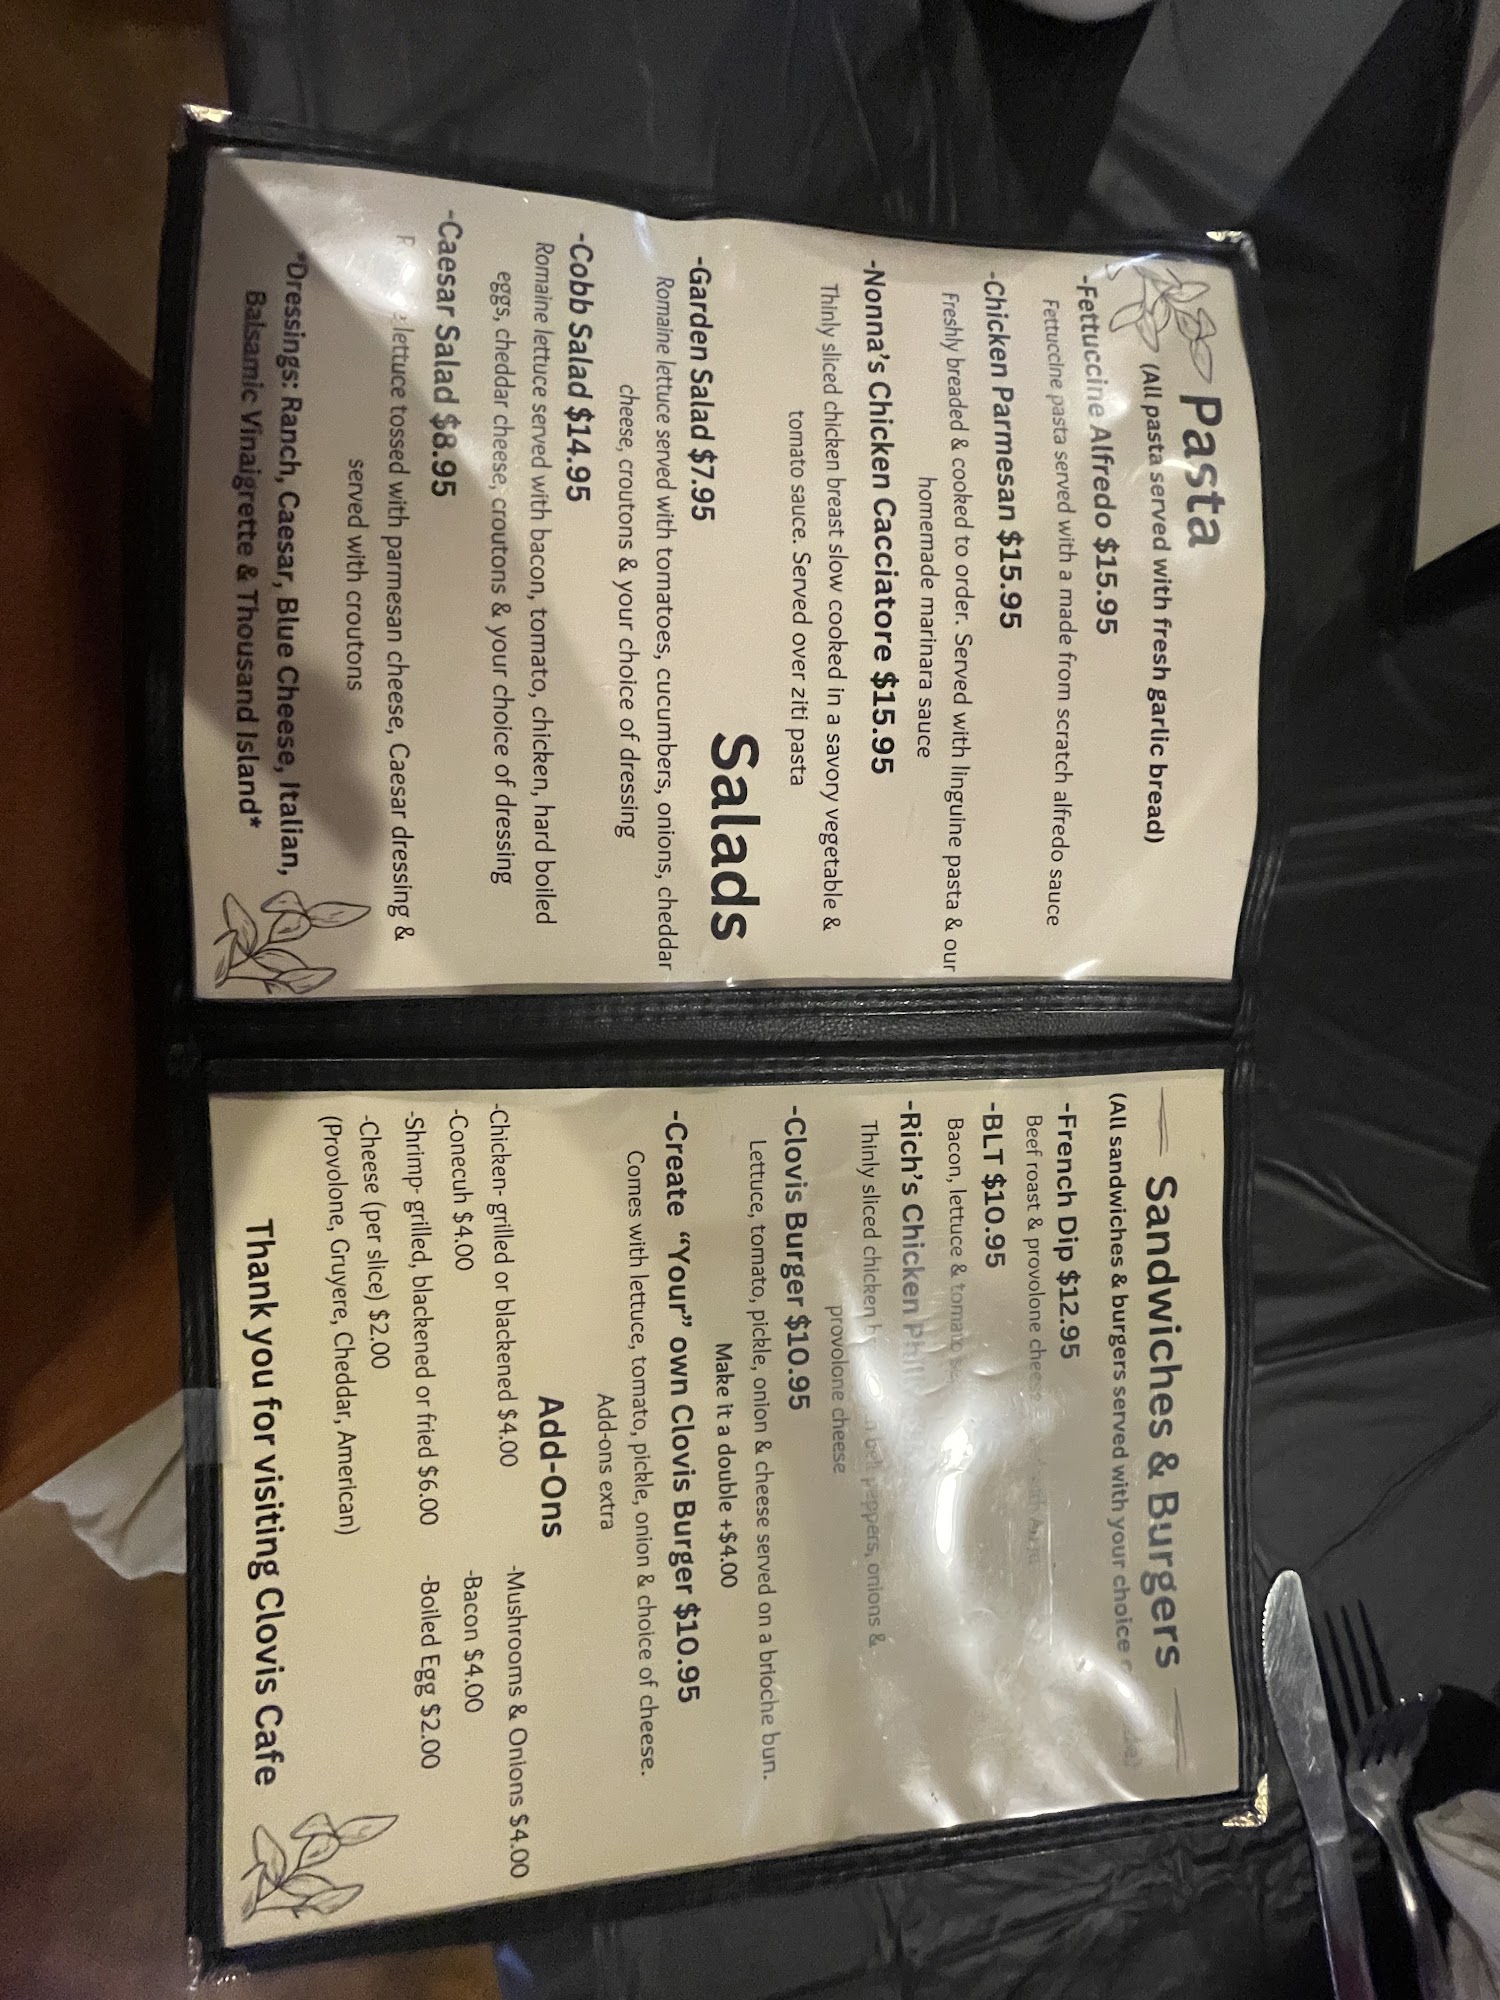 Pasta
(All pasta served with fresh garlic bread)
-Fettuccine Alfredo $15.95
Fettuccine pasta served with a made from scratch alfredo sauce
-Chicken Parmesan $15.95
Freshly breaded & cooked to order. Served with linguine pasta & our
homemade marinara sauce
-Nonna's Chicken Cacciatore $15.95
Thinly sliced chicken breast slow cooked in a savory vegetable &
tomato sauce. Served over ziti pasta
Salads
-Garden Salad $7.95
Romaine lettuce served with tomatoes, cucumbers, onions, cheddar
cheese, croutons & your choice of dressing
-Cobb Salad $14.95
Romaine lettuce served with bacon, tomato, chicken, hard boiled
eggs, cheddar cheese, croutons & your choice of dressing
-Caesar Salad $8.95
lettuce tossed with parmesan cheese, Caesar dressing &
served with croutons
*Dressings: Ranch, Caesar, Blue Cheese, Italian,
Balsamic Vinaigrette & Thousand Island*
Sandwiches & Burgers
(All sandwiches & burgers served with your choice
-French Dip $12.95
Beef roast & provolone cheese
-BLT $10.95
Bacon, lettuce & tomato
-Rich's Chicken
Thinly sliced chicken bell peppers, onions &
provolone cheese
-Clovis Burger $10.95
Lettuce, tomato, pickle, onion & cheese served on a brioche bun.
Make it a double +$4.00
-Create "Your" own Clovis Burger $10.95
Comes with lettuce, tomato, pickle, onion & choice of cheese.
Add-ons extra
Add-Ons
-Chicken- grilled or blackened $4.00
-Conecuh $4.00
-Shrimp- grilled, blackened or fried $6.00
-Cheese (per slice) $2.00
(Provolone, Gruyere, Cheddar, American)
-Mushrooms & Onions $4.00
-Bacon $4.00
-Boiled Egg $2.00
Thank you for visiting Clovis Cafe